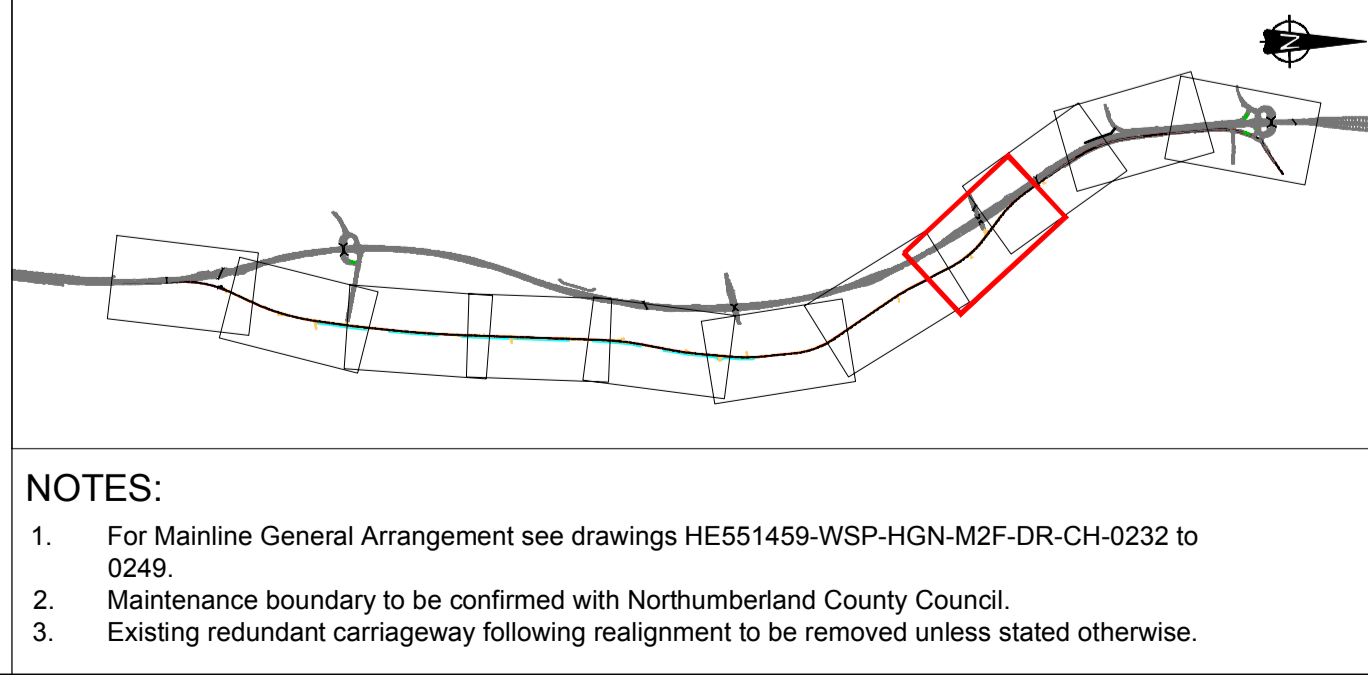 N
NOTES:
1. For Mainline General Arrangement see drawings HE551459-WSP-HGN-M2F-DR-CH-0232 to
0249.
2. Maintenance boundary to be confirmed with Northumberland County Council.
3. Existing redundant carriageway following realignment to be removed unless stated otherwise.